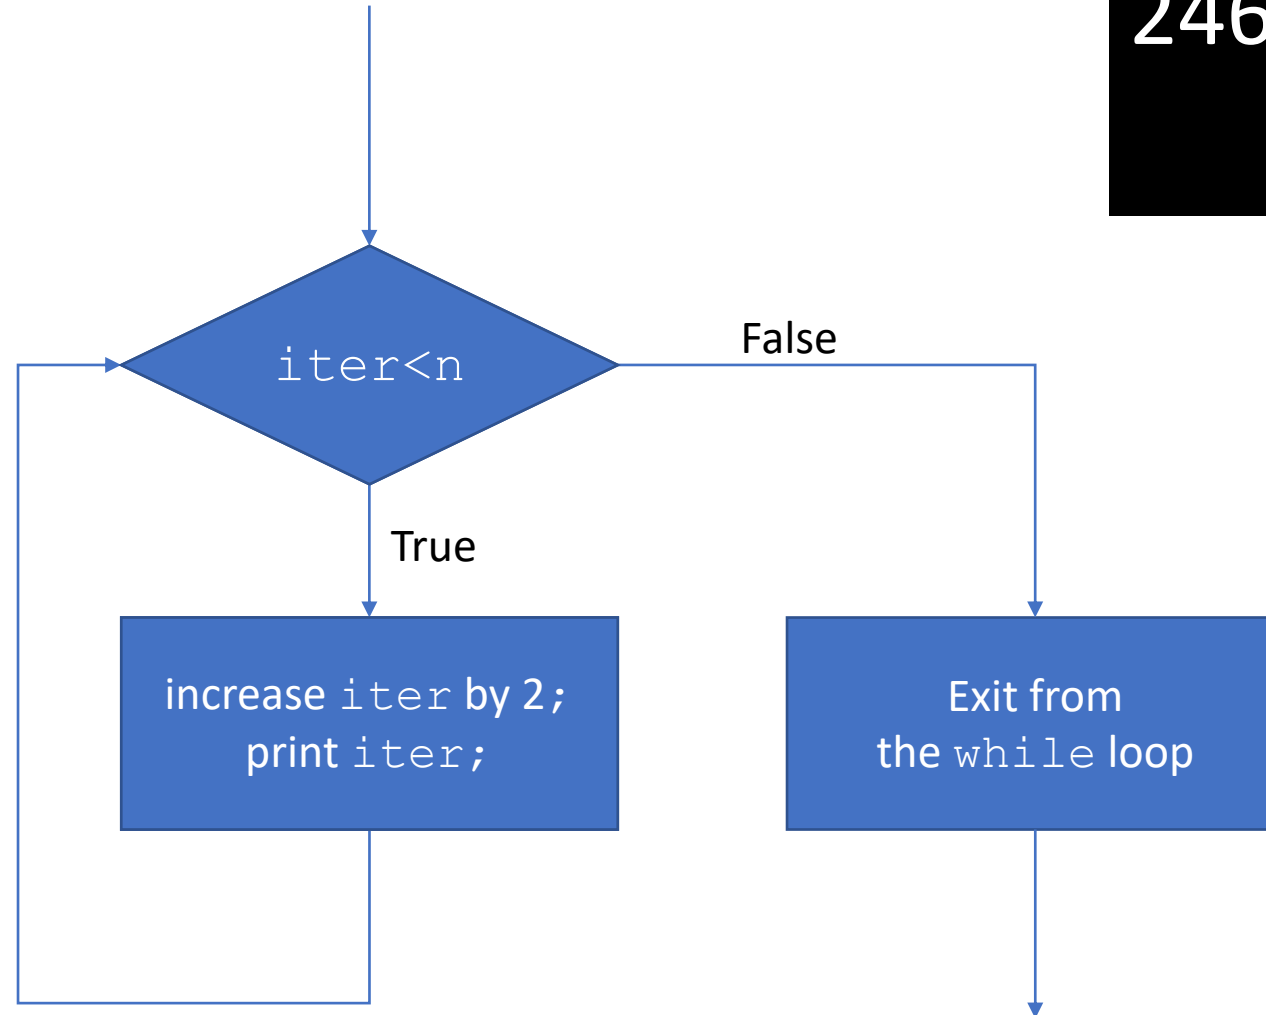 246
iter<n
False
True
increase iter by 2;
print iter;
Exit from
the while loop